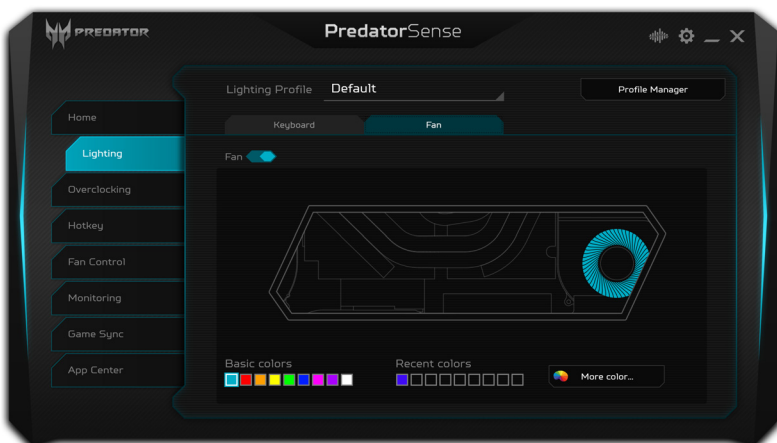 PREDATOR
PredatorSense
Lighting Profile Default
Profile Manager
Home
Keyboard Fan
Lighting
Fan
Overclocking
Hotkey
Fan Control
Monitoring
Game Sync
App Center
Basic colors Recent colors
More color...